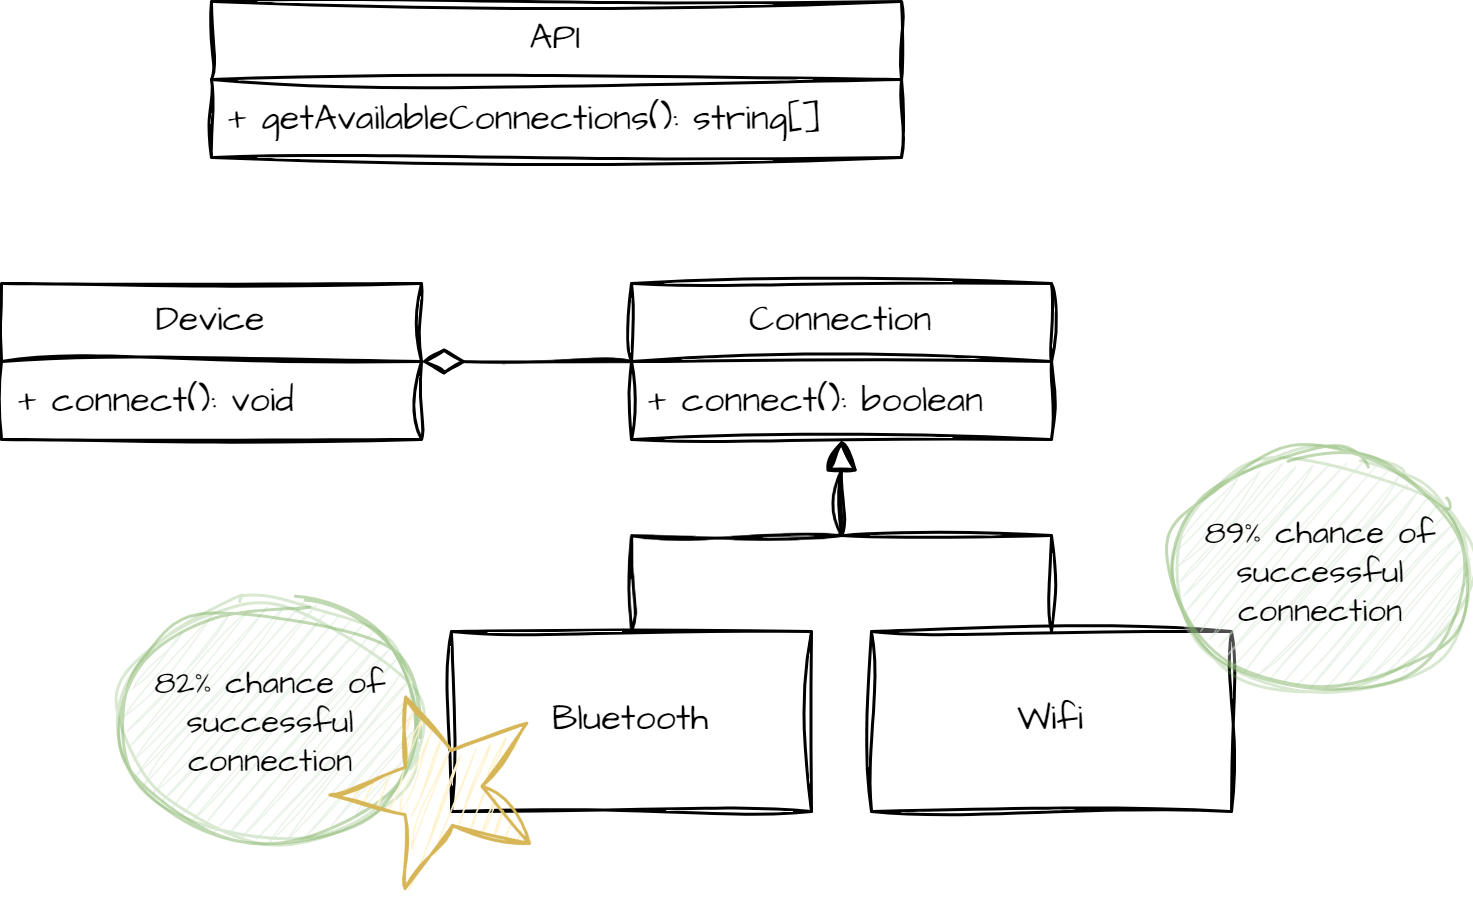 API
+ getAvailableConnections(): string[]
Device
+ connect(): void
Connection
+ connect(): boolean
89% chance of
successful
connection
82% chance of
successful
connection
Bluetooth
Wifi